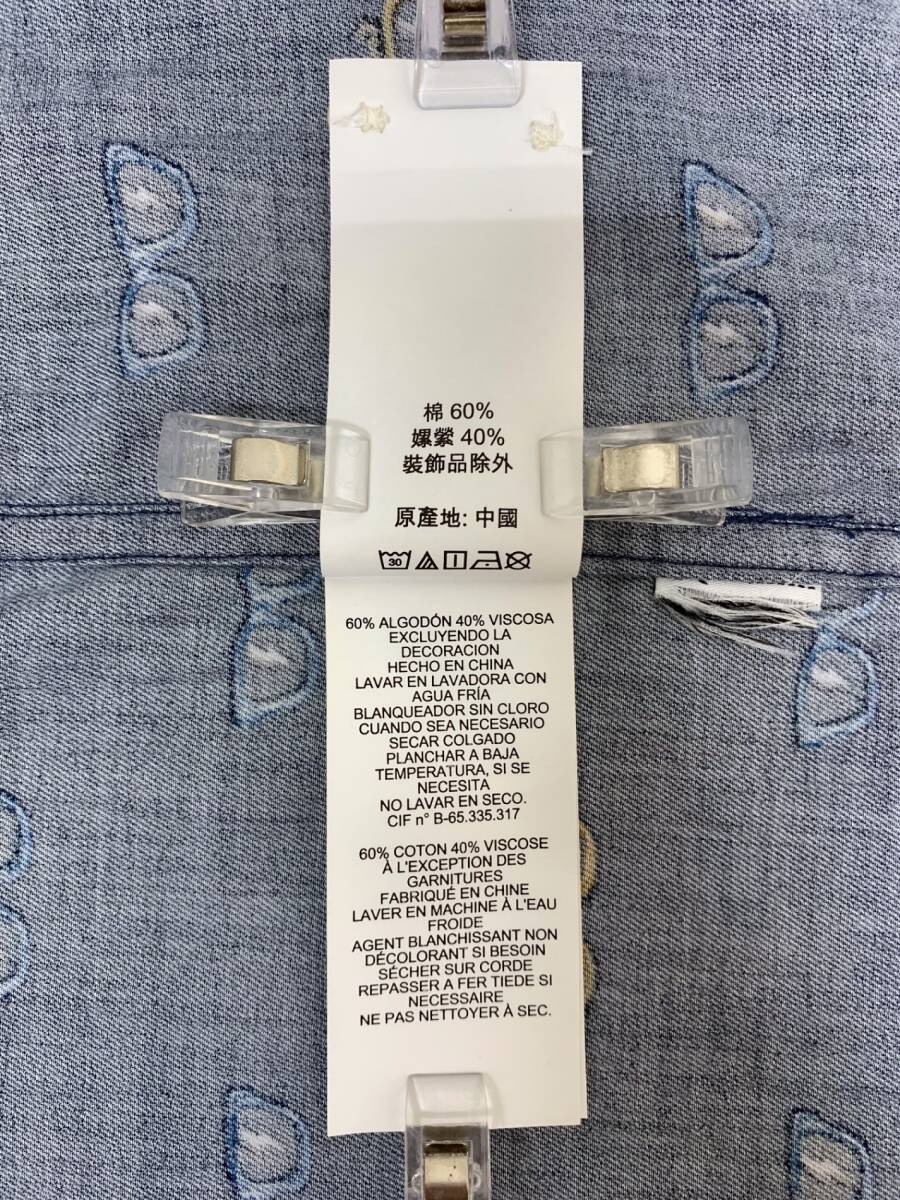 棉 60%
嫘縈 40%
裝飾品除外
原產地: 中國
30
60% ALGODÓN 40% VISCOSA
EXCLUYENDO LA
DECORACION
HECHO EN CHINA
LAVAR EN LAVADORA CON
AGUA FRÍA
BLANQUEADOR SIN CLORO
CUANDO SEA NECESARIO
SECAR COLGADO
PLANCHAR A BAJA
TEMPERATURA, SI SE
NECESITA
NO LAVAR EN SECO.
CIF n° B-65.335.317
60% COTON 40% VISCOSE
À L'EXCEPTION DES
GARNITURES
FABRIQUÉ EN CHINE
LAVER EN MACHINE À L'EAU
FROIDE
AGENT BLANCHISSANT NON
DÉCOLORANT SI BESOIN
SÉCHER SUR CORDE
REPASSER A FER TIEDE SI
NECESSAIRE
NE PAS NETTOYER À SEC.